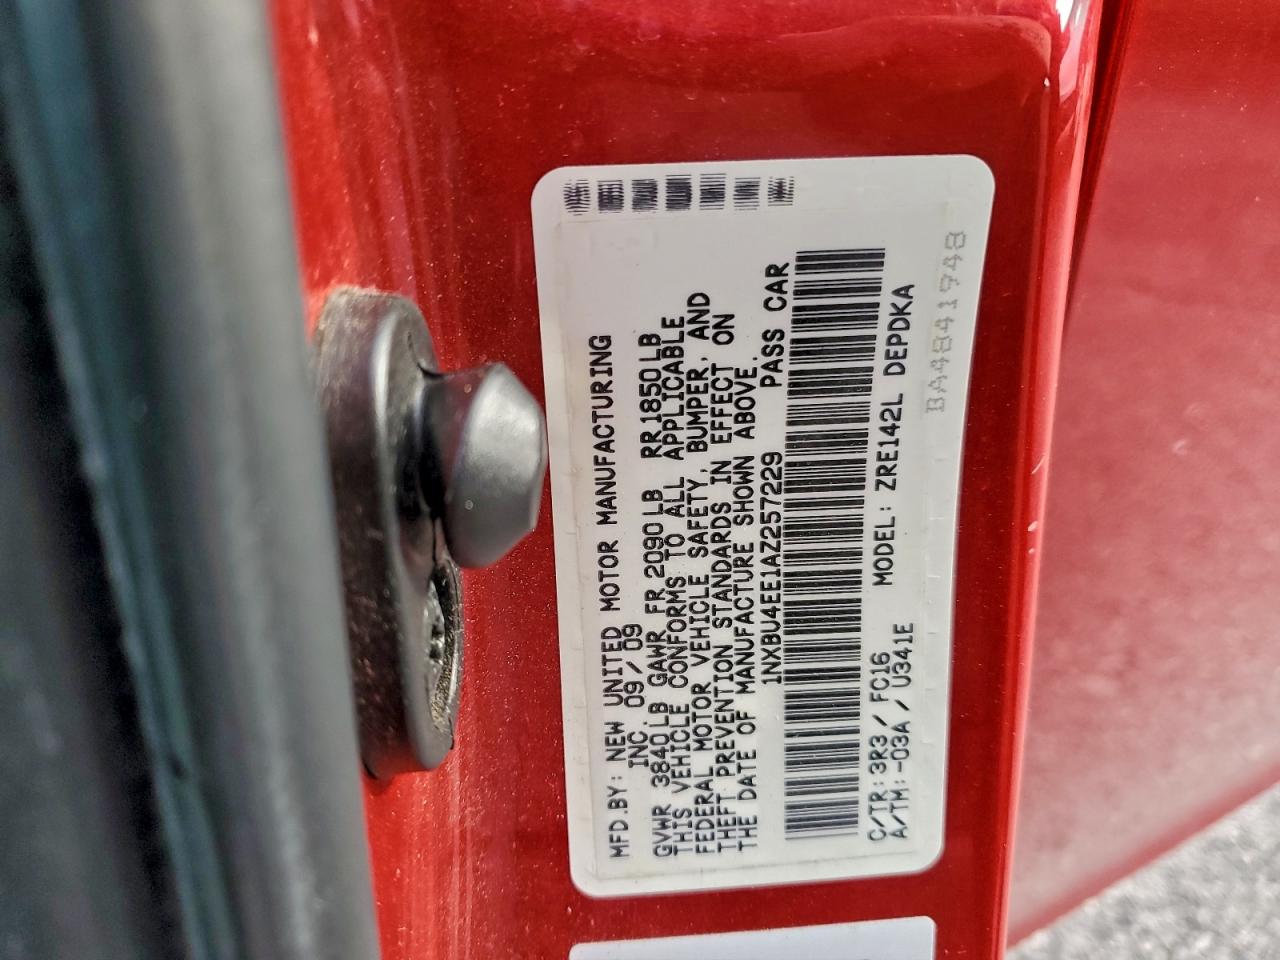 MFD.BY: NEW UNITED MOTOR MANUFACTURING
INC. 09/09
GVWR 3840LB GAWR FR 2090LB RR1850LB
THIS VEHICLE CONFORMS TO ALL APPLICABLE
FEDERAL MOTOR VEHICLE SAFETY, BUMPER, AND
THEFT PREVENTION STANDARDS IN EFFECT ON
THE DATE OF MANUFACTURE SHOWN ABOVE.
1NXBU4EE1AZ257229 PASS CAR
C/TR: 3R3 / FC16 MODEL: ZRE142L DEPDKA
A/TM: -03A / U341E
BA4841948